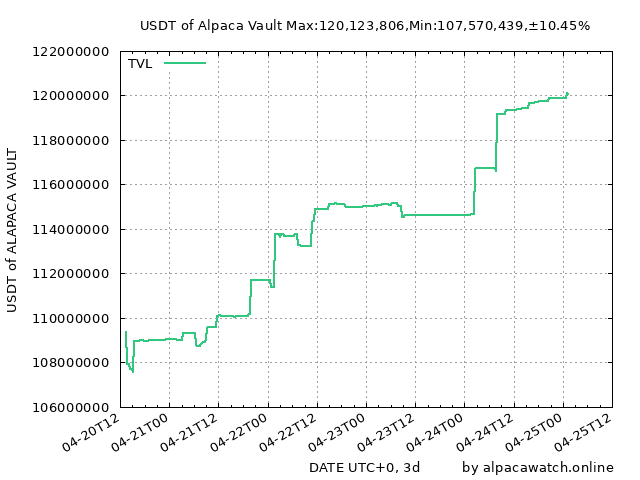 USDT of Alpaca Vault Max:120,123,806,Min:107,570,439,±10.45%
TVL
122000000
120000000
118000000
116000000
114000000
112000000
110000000
108000000
106000000
USDT of ALAPACA VAULT
04-20T12
04-21T00
04-21T12
04-22T00
04-22T12
04-23T00
04-23T12
04-24T00
04-24T12
04-25T00
04-25T12
DATE UTC+0, 3d
by alpacawatch.online